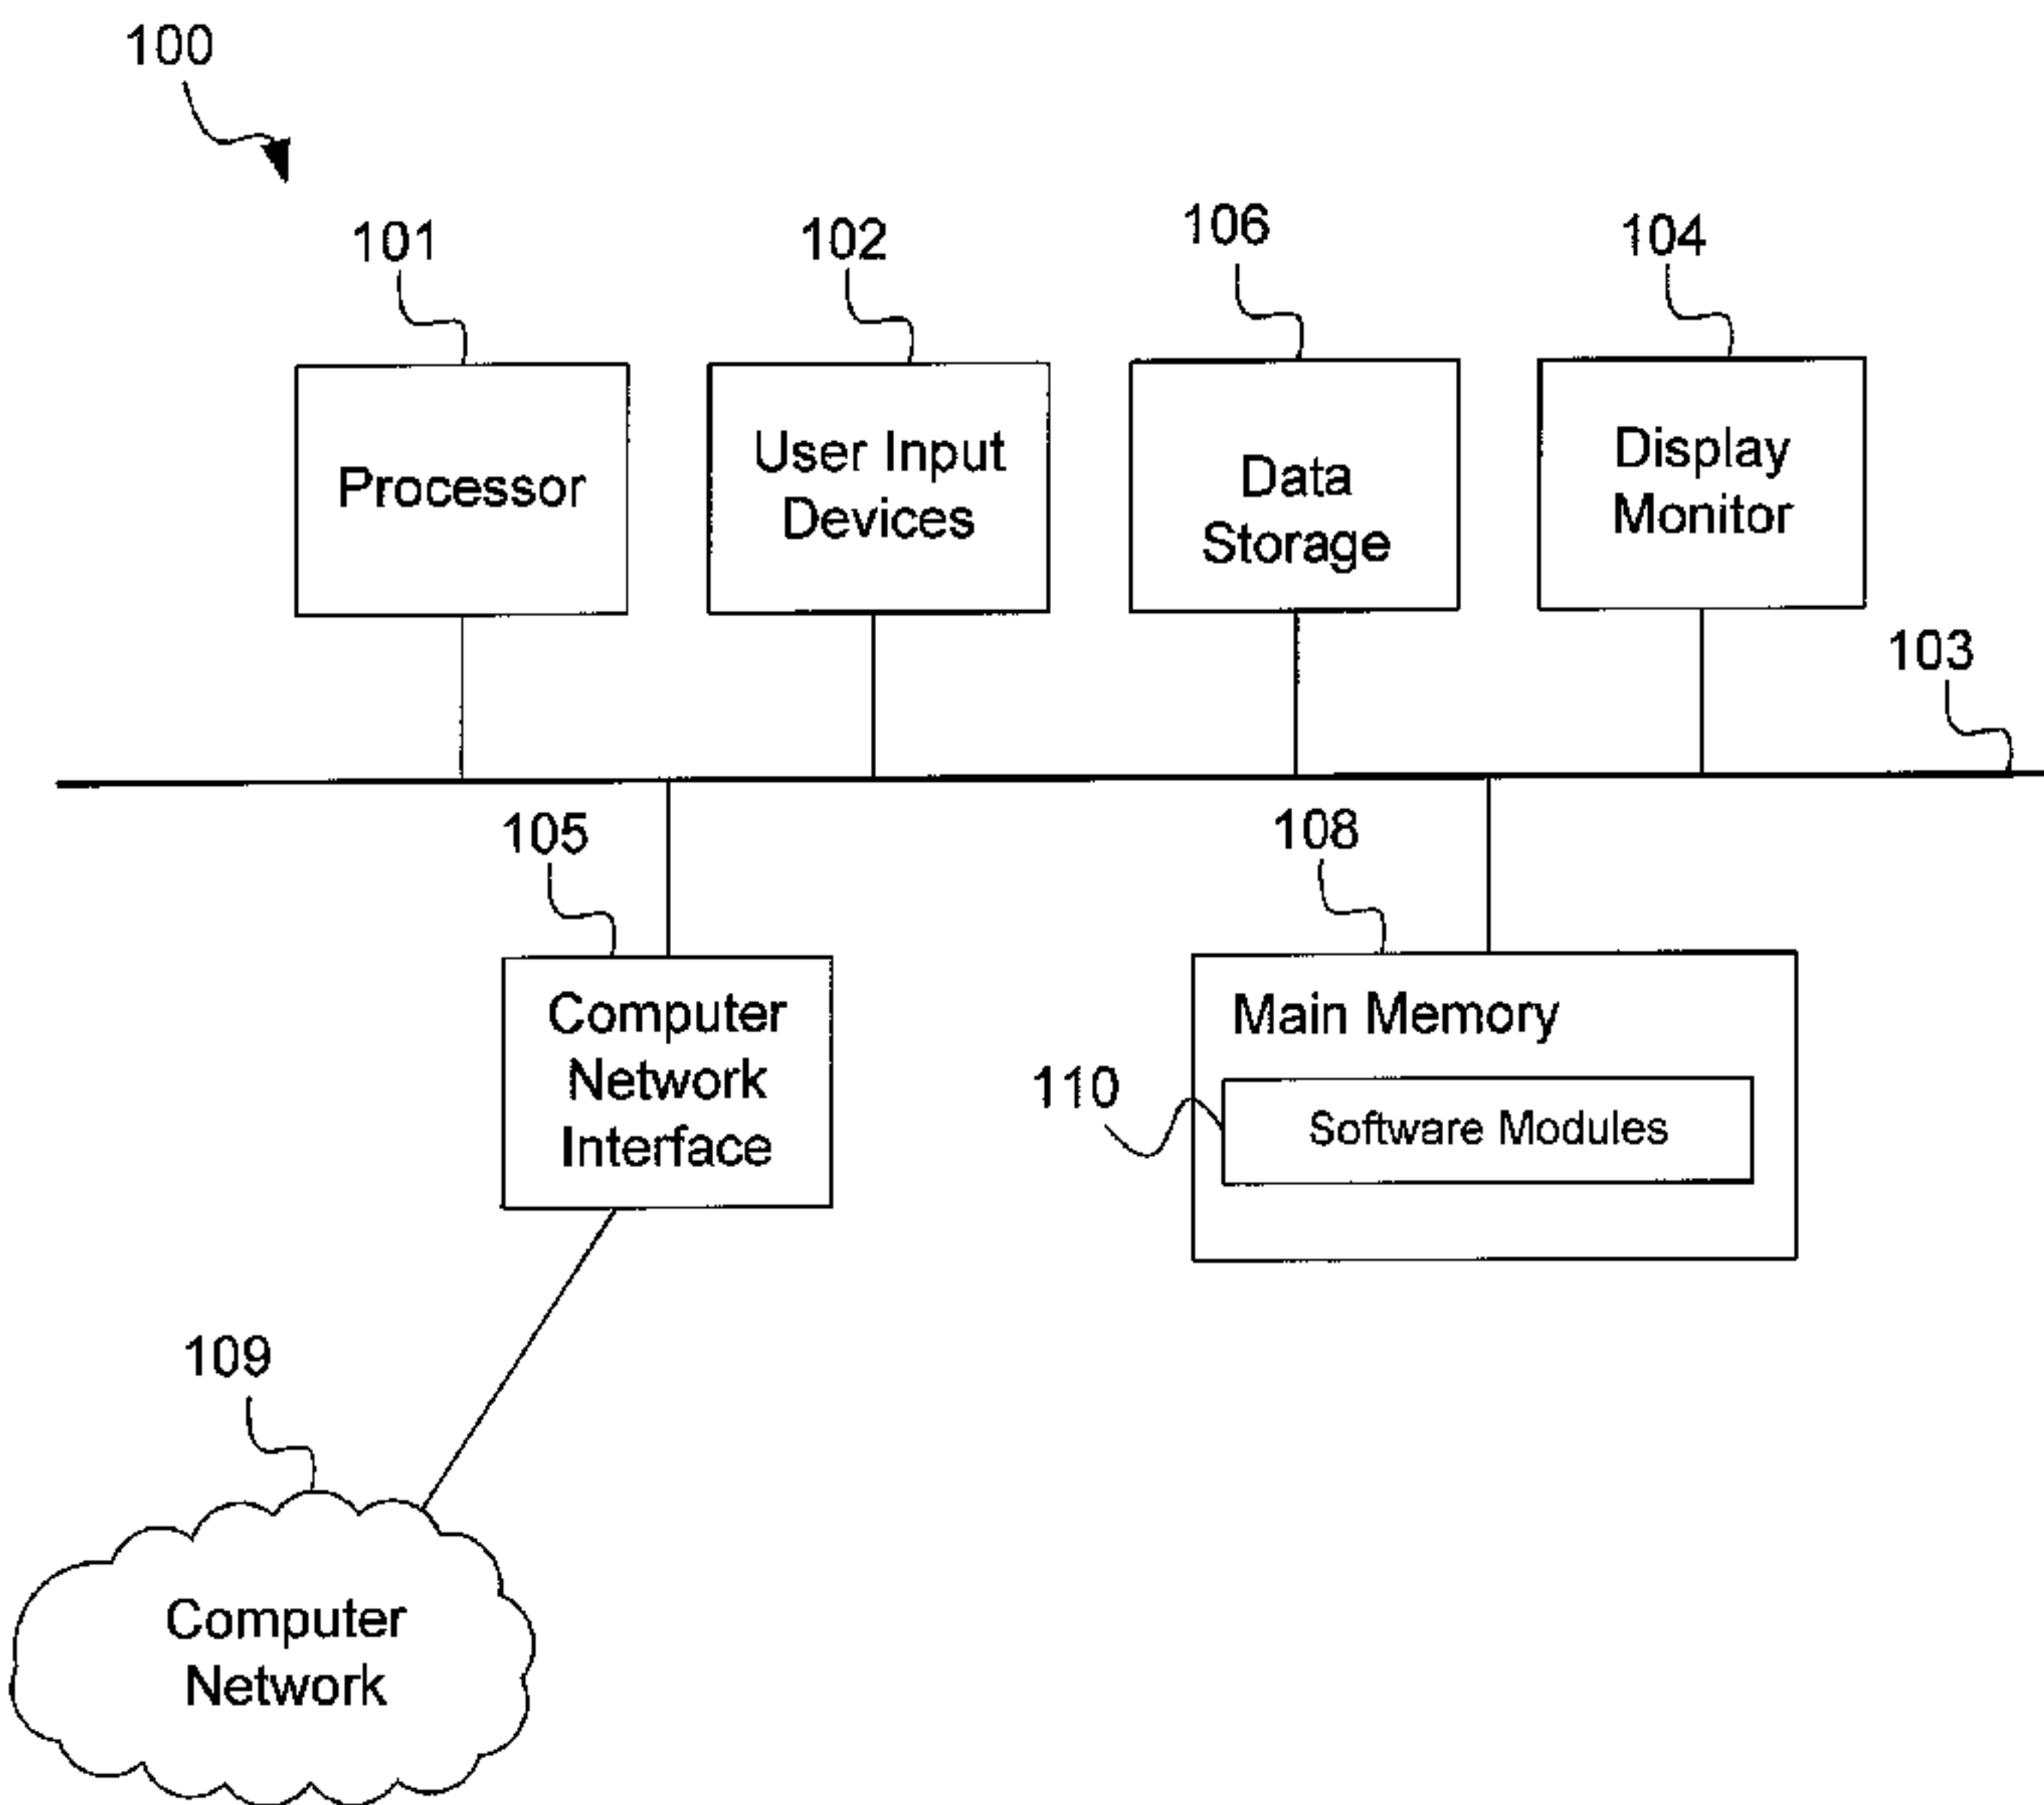 100
101
102
106
104
Processor
User Input
Devices
Data
Storage
Display
Monitor
103
105
108
Computer
Network
Interface
Main Memory
110
Software Modules
109
Computer
Network